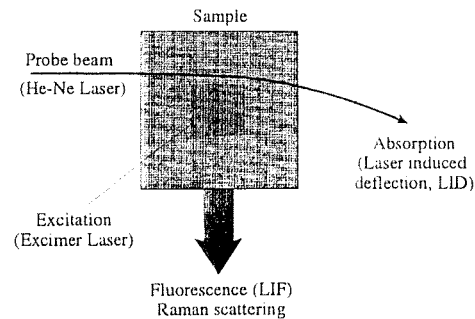 Sample
Probe beam
(He-Ne Laser)
Absorption
(Laser induced
deflection, LID)
Excitation
(Excimer Laser)
Fluorescence (LIF)
Raman scattering